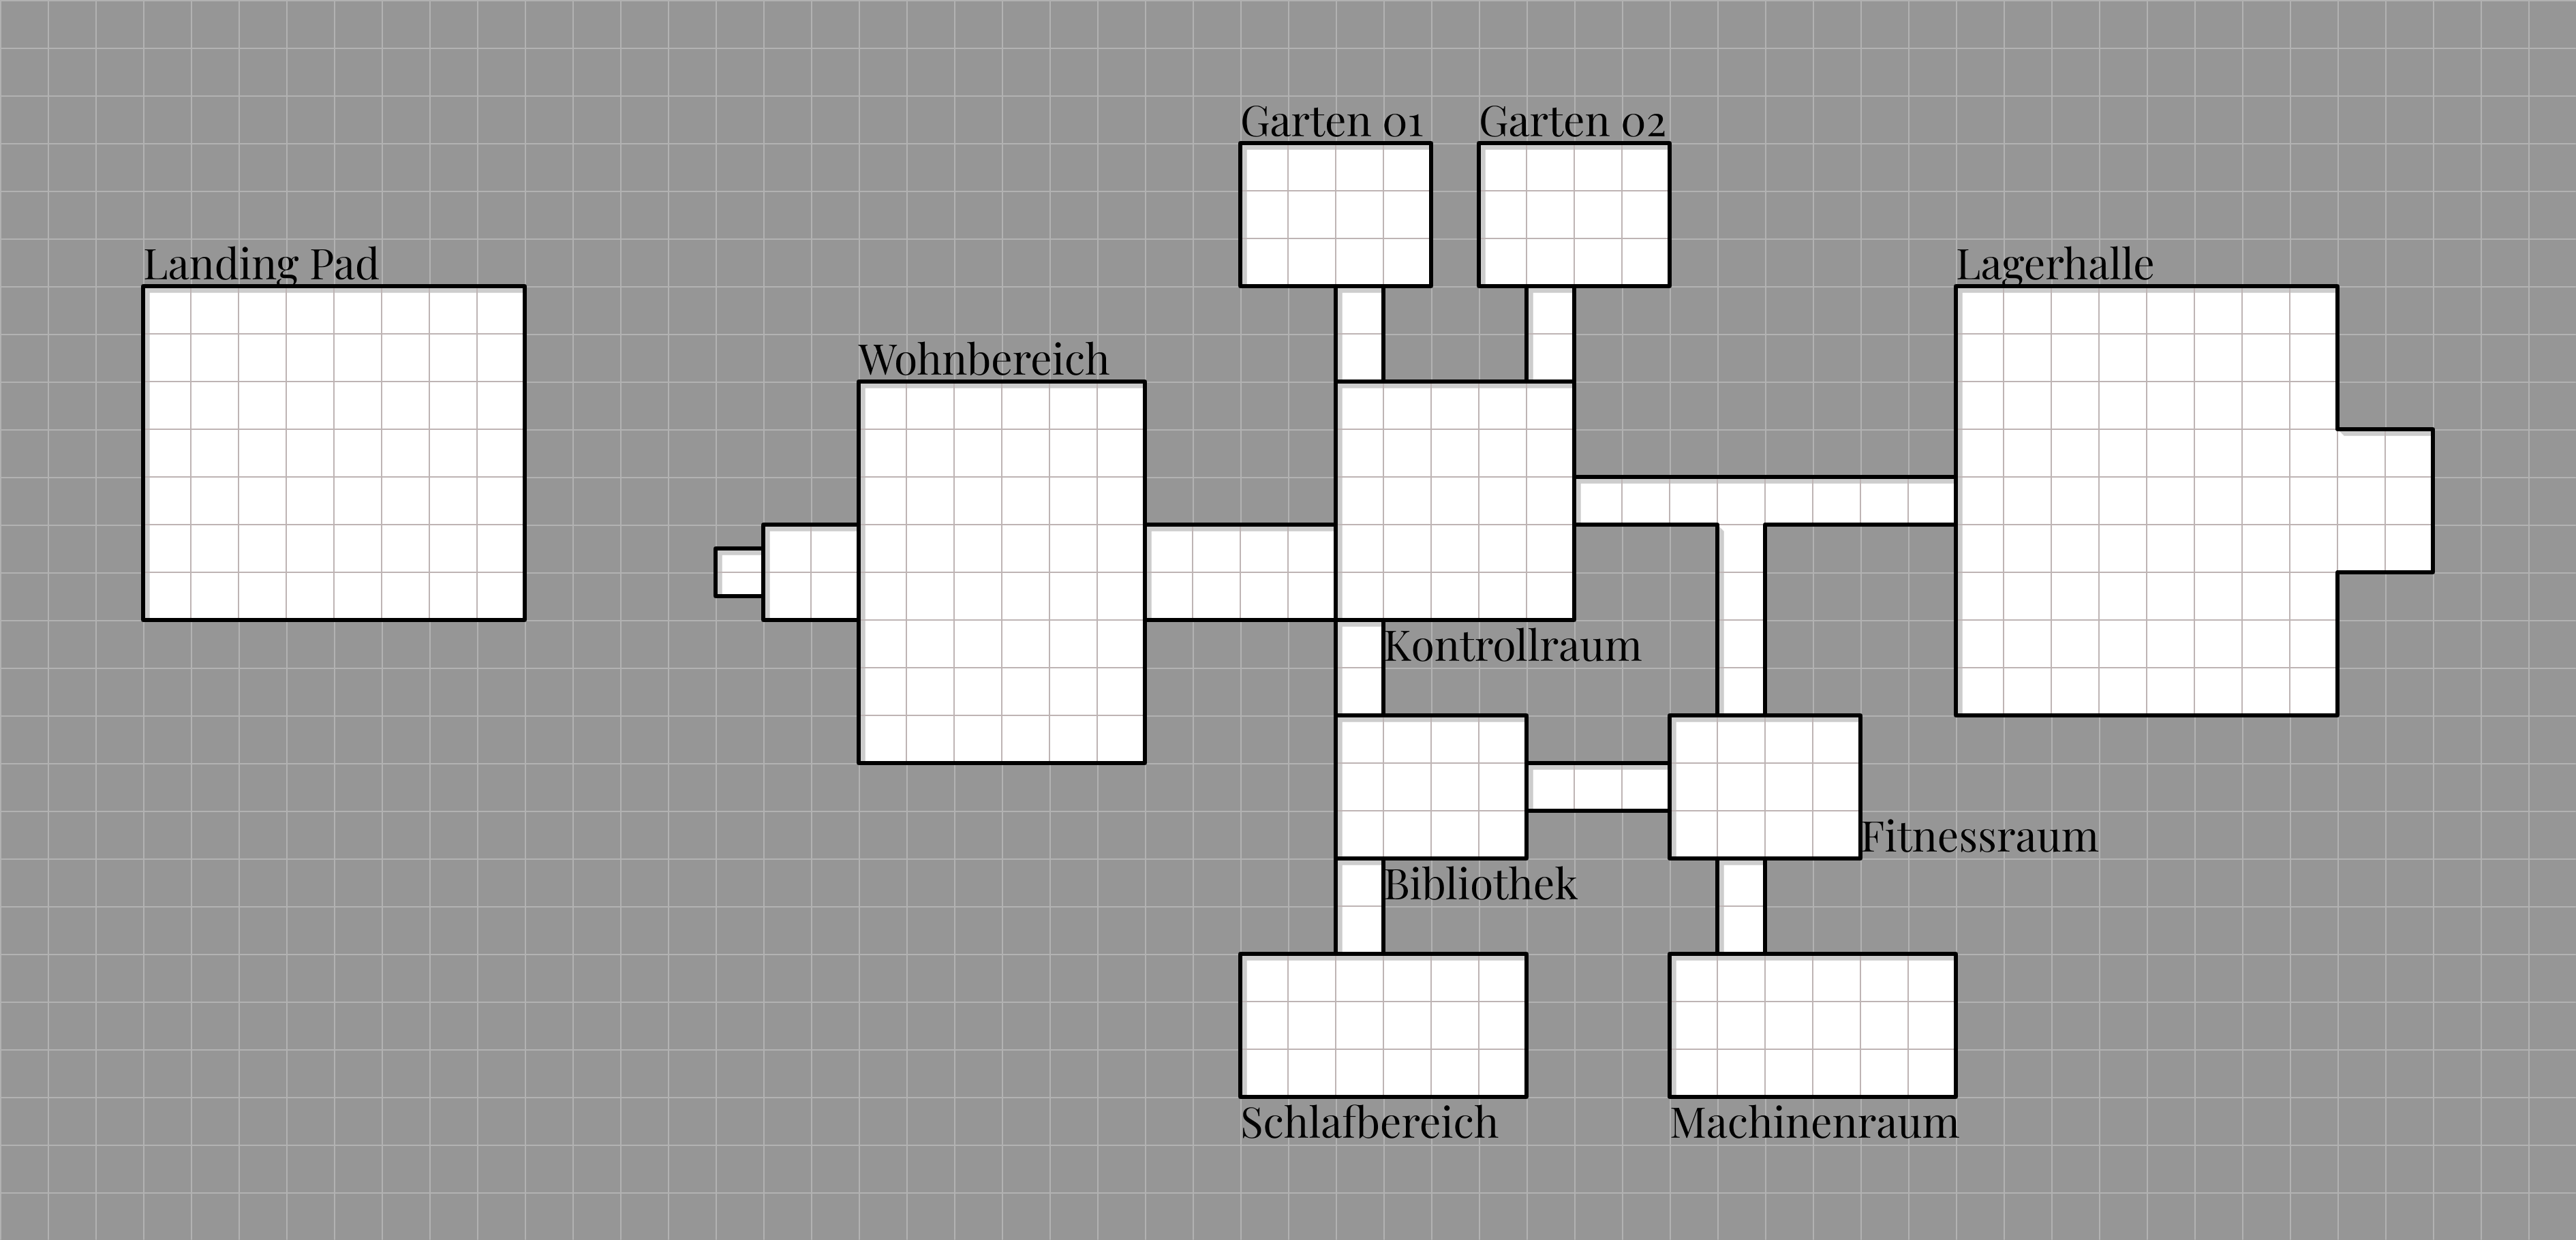 Garten 01
Garten 02
Landing Pad
Lagerhalle
Wohnbereich
Kontrollraum
Fitnessraum
Bibliothek
Schlafbereich
Machinenraum